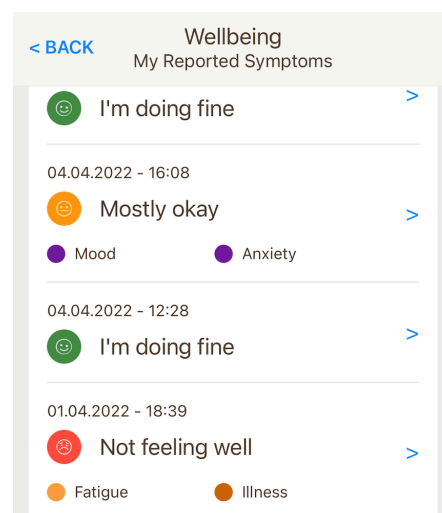 < BACK
Wellbeing
My Reported Symptoms
I'm doing fine
>
04.04.2022 - 16:08
Mostly okay
>
Mood Anxiety
04.04.2022 - 12:28
I'm doing fine
>
01.04.2022 - 18:39
Not feeling well
>
Fatigue Illness